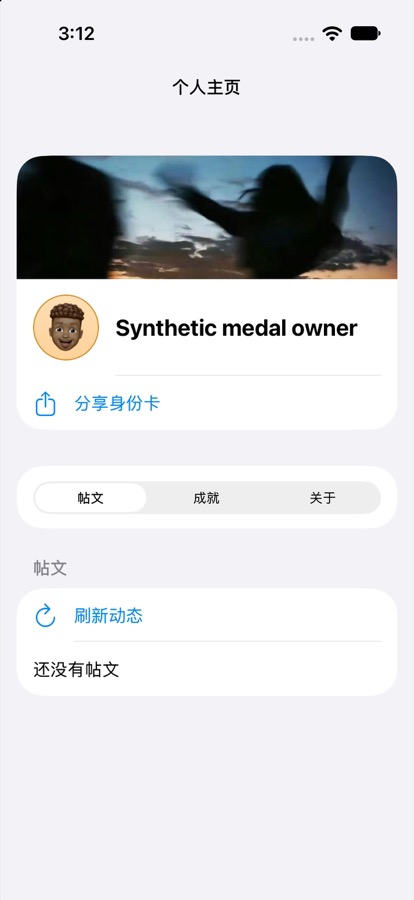 3:12
个人主页
Synthetic medal owner
分享身份卡
帖文
成就
关于
帖文
刷新动态
还没有帖文